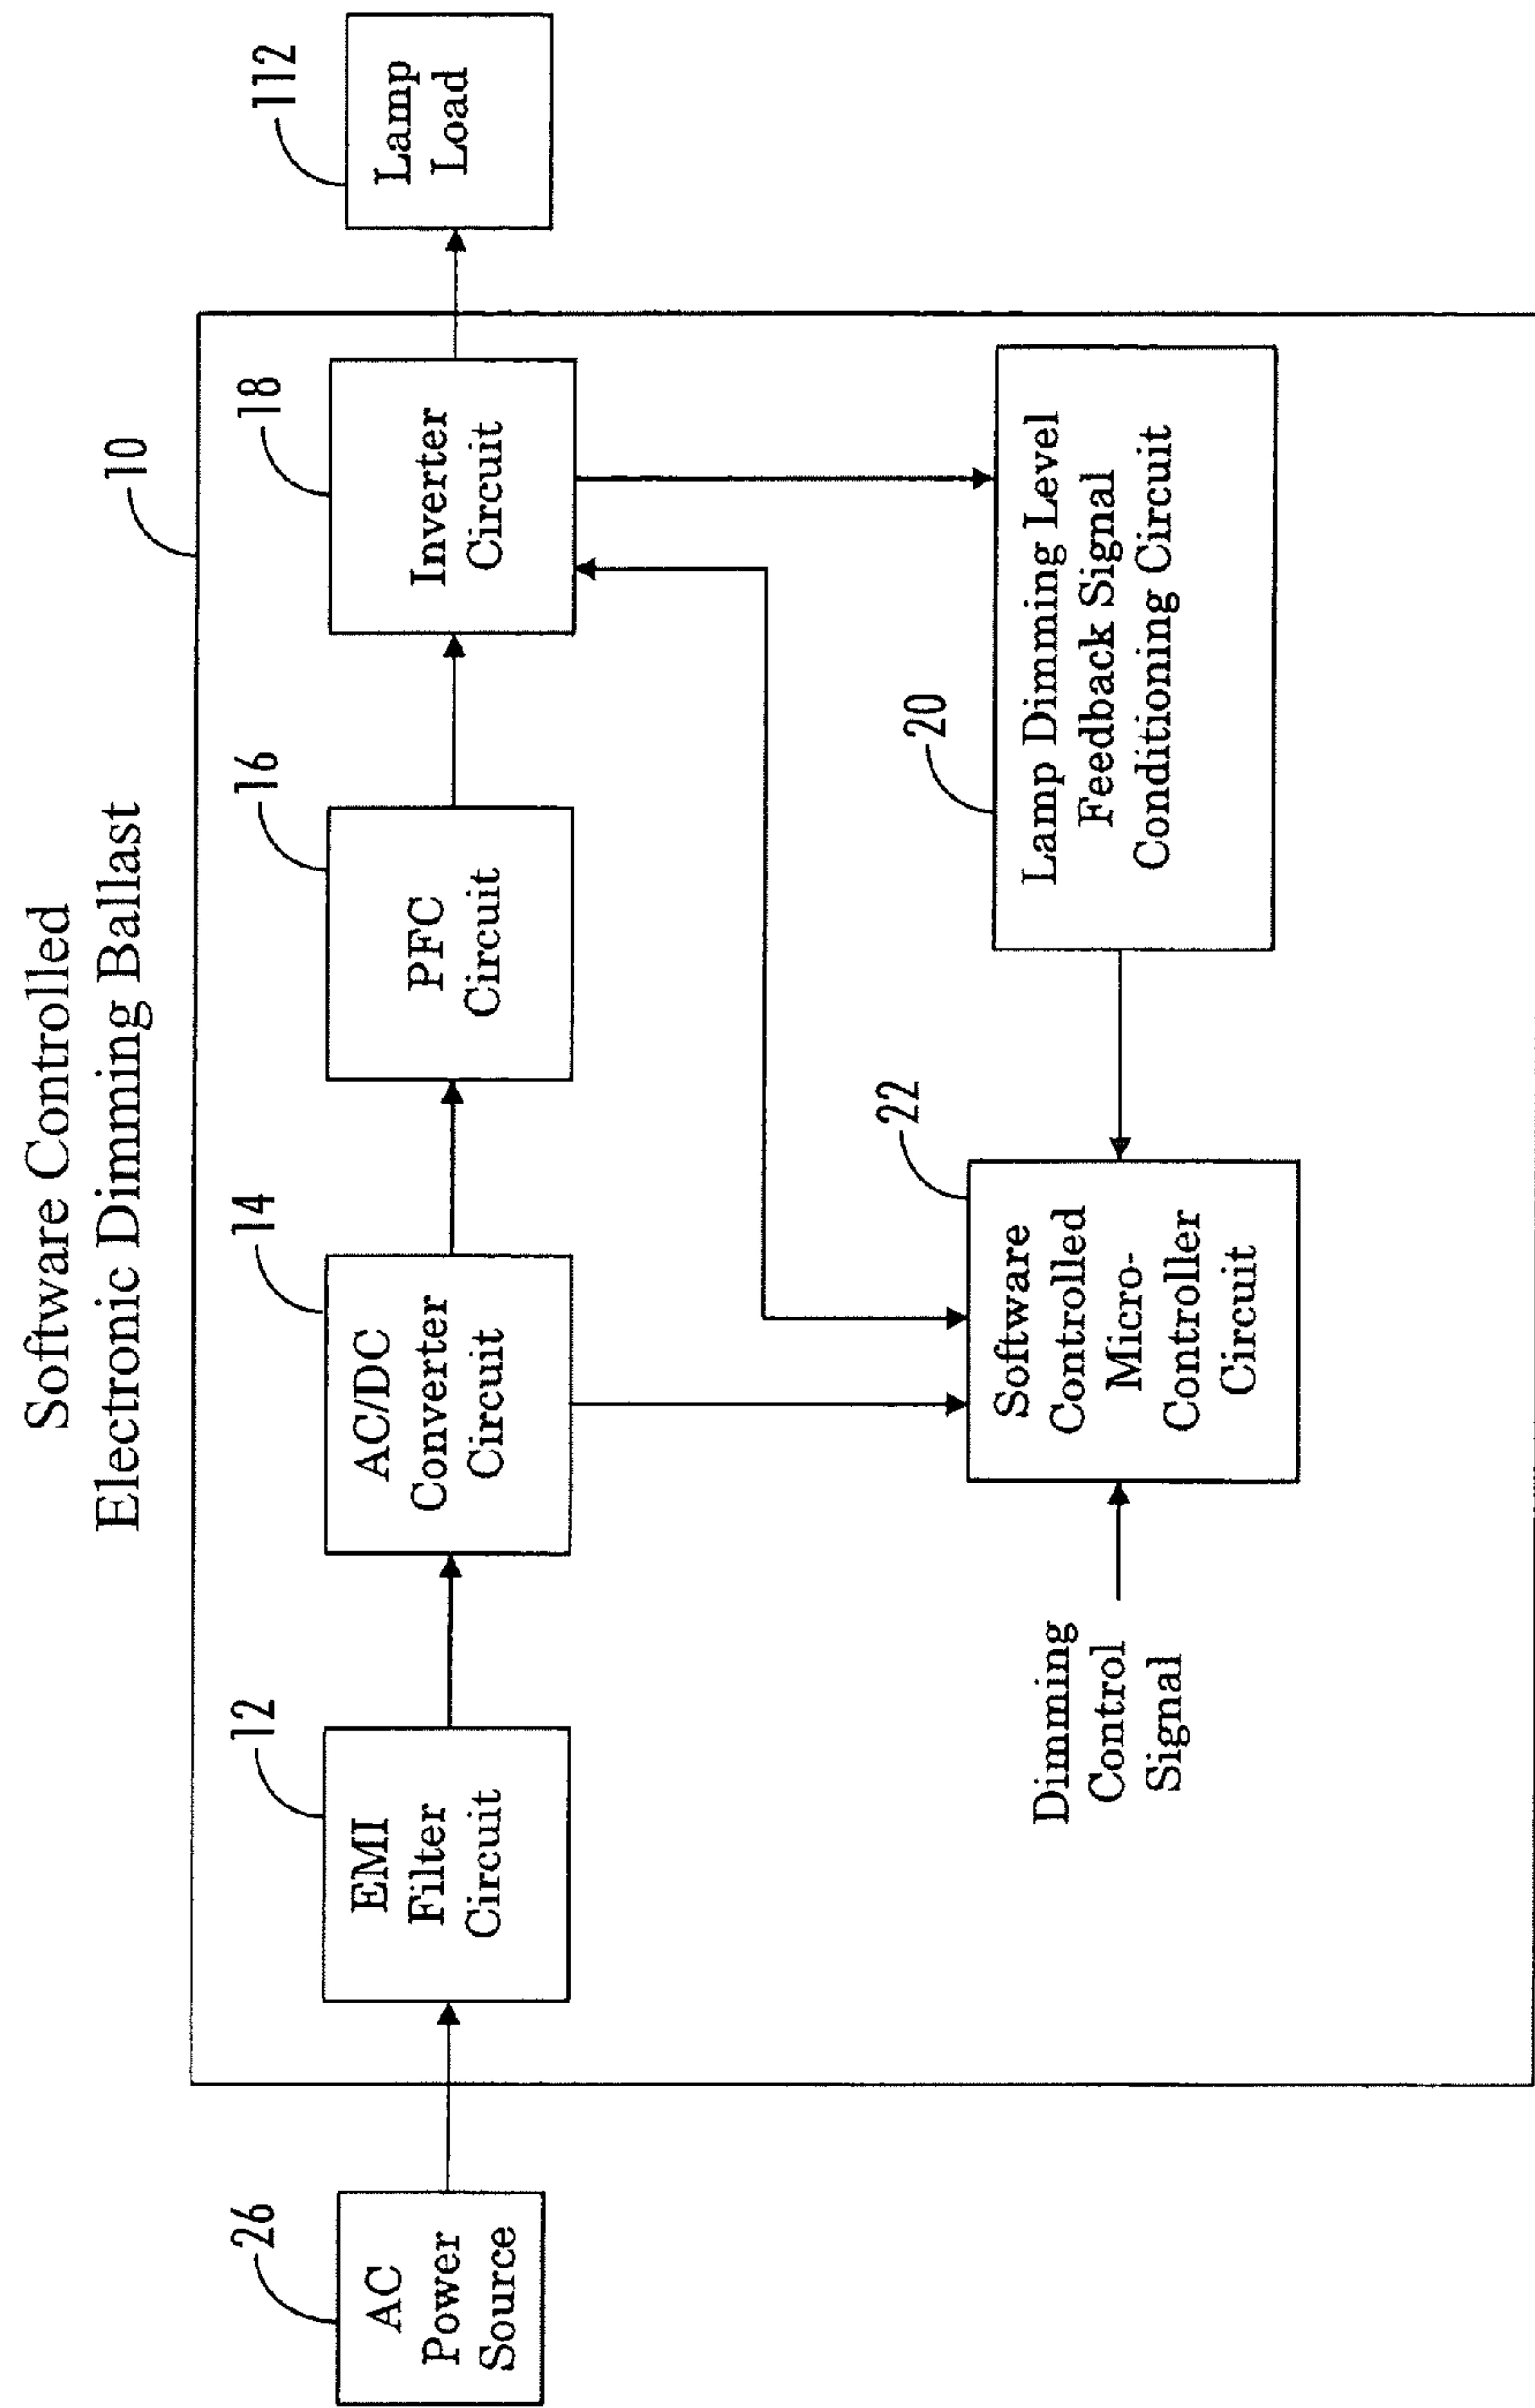 Software Controlled
Electronic Dimming Ballast
10
26
AC
Power
Source
12
EMI
Filter
Circuit
14
AC/DC
Converter
Circuit
16
PFC
Circuit
18
Inverter
Circuit
112
Lamp
Load
Dimming
Control
Signal
22
Software
Controlled
Micro-
Controller
Circuit
20
Lamp Dimming Level
Feedback Signal
Conditioning Circuit